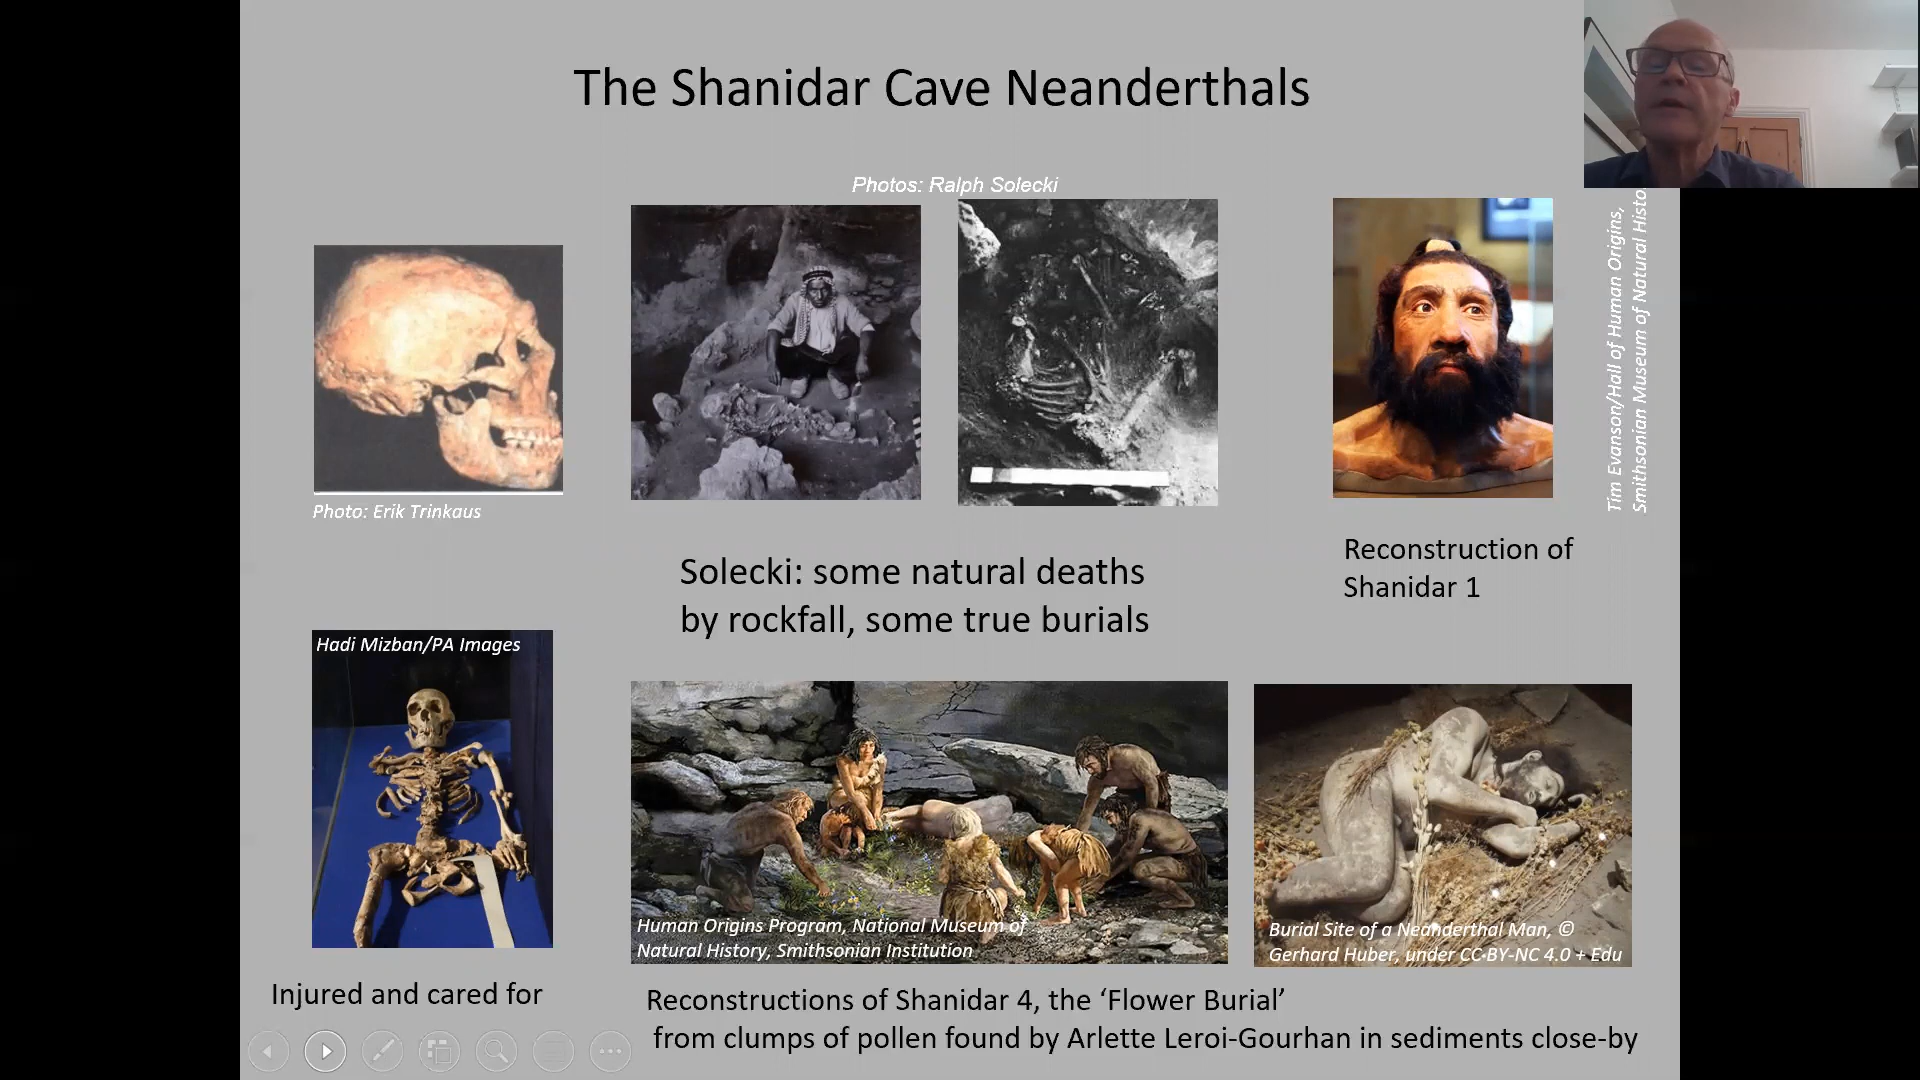 The Shanidar Cave Neanderthals
Photos: Ralph Solecki
Photo: Erik Trinkaus
Tim Evanson/Hall of Human Origins,
Smithsonian Museum of Natural Histo
Solecki: some natural deaths
by rockfall, some true burials
Reconstruction of
Shanidar 1
Hadi Mizban/PA Images
Injured and cared for
Human Origins Program, National Museum of
Natural History, Smithsonian Institution
Burial Site of a Neanderthal Man, ©
Gerhard Huber, under CC-BY-NC 4.0 + Edu
Reconstructions of Shanidar 4, the ‘Flower Burial’
from clumps of pollen found by Arlette Leroi-Gourhan in sediments close-by